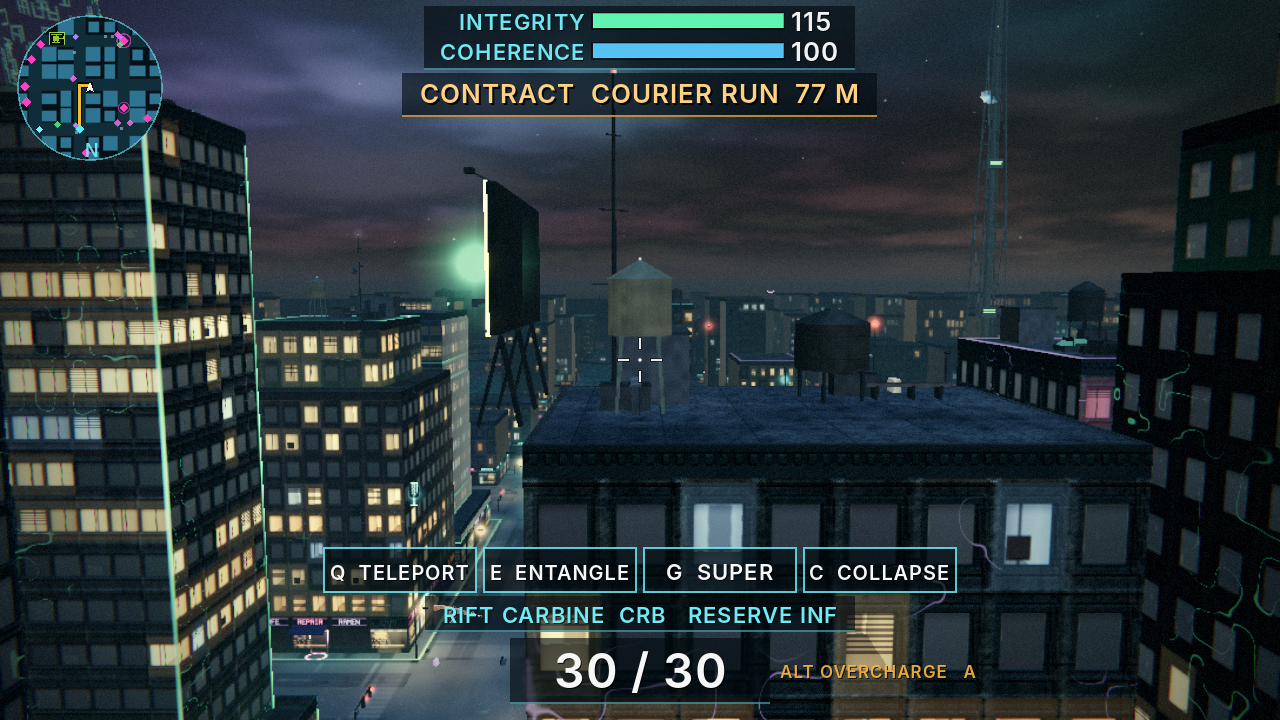 INTEGRITY 115
COHERENCE 100
CONTRACT COURIER RUN 77 M
N
Q TELEPORT E ENTANGLE G SUPER C COLLAPSE
RIFT CARBINE CRB RESERVE INF
REPAIR RAMEN
30 / 30
ALT OVERCHARGE A